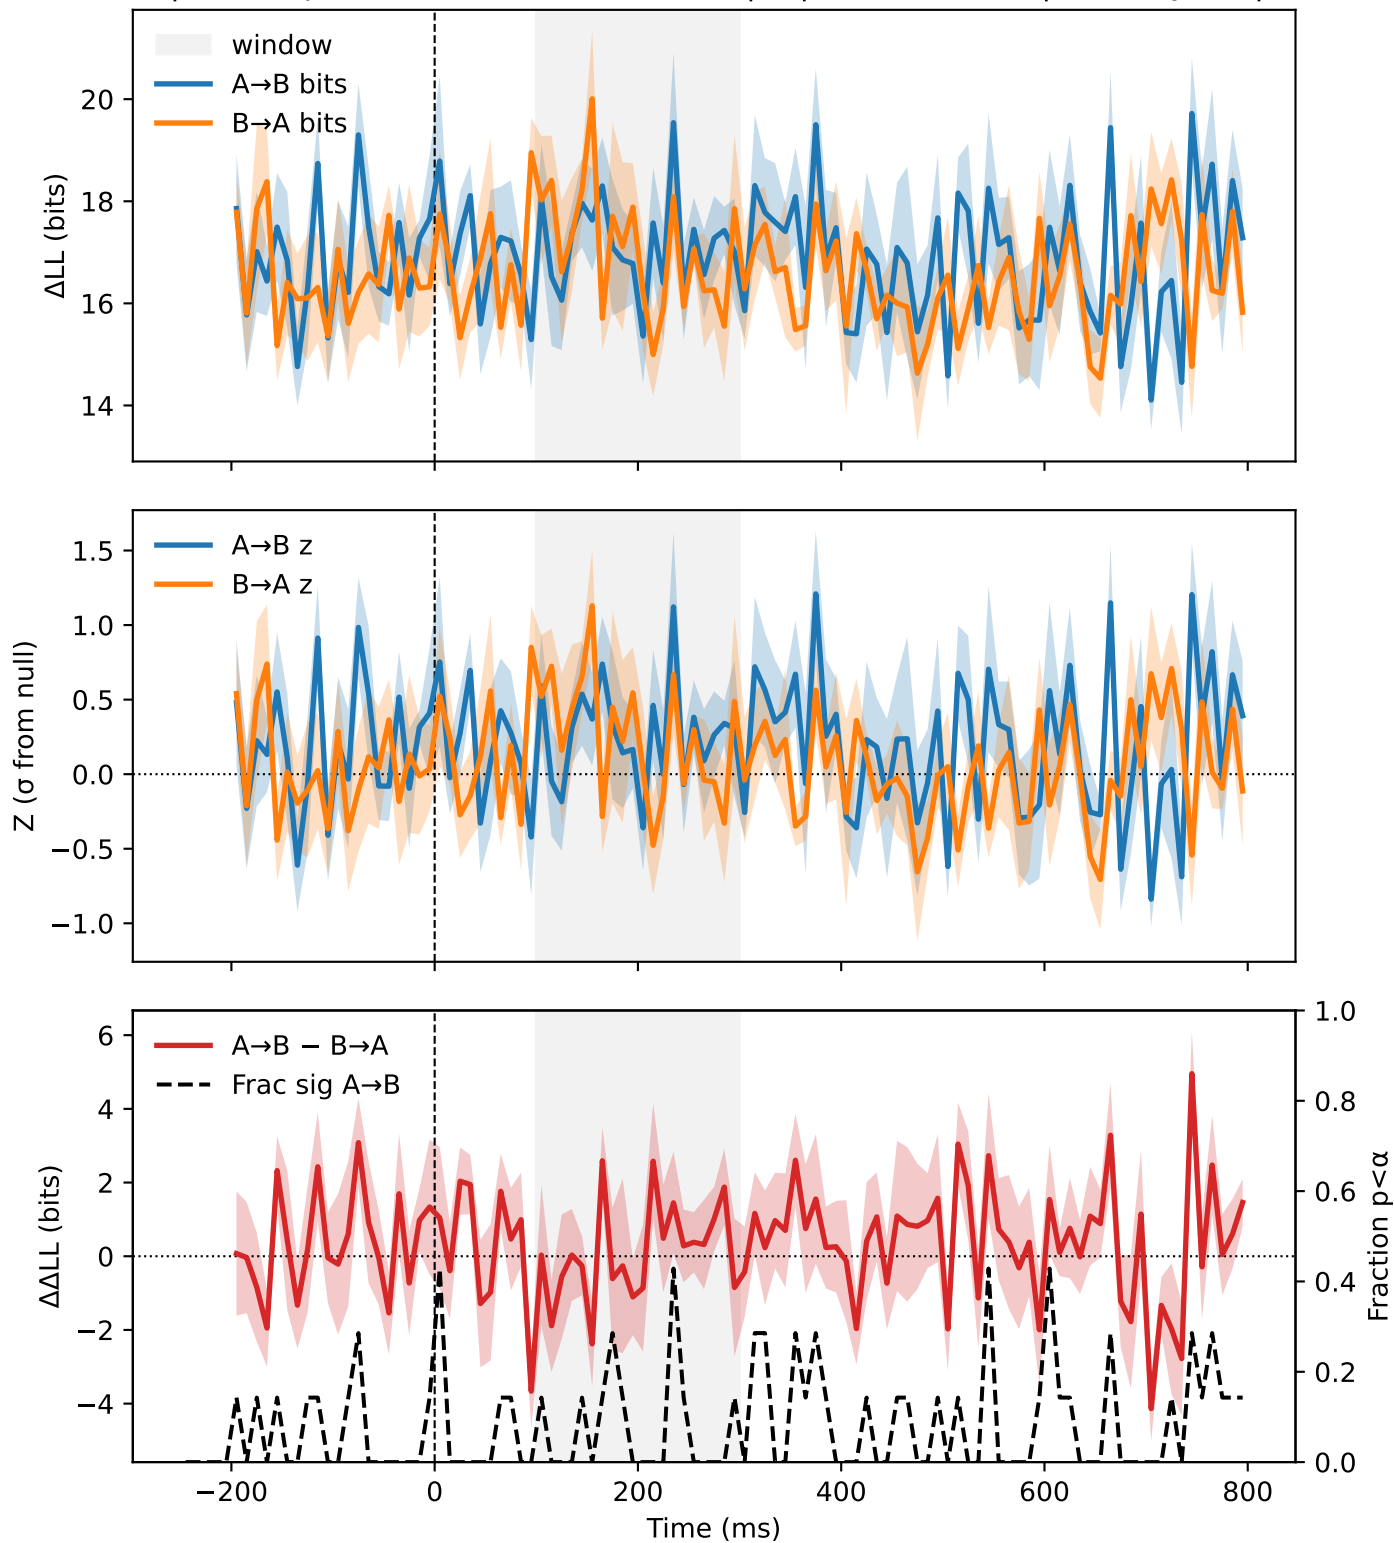 window
A→B bits
B→A bits
ΔLL (bits)
20
18
16
14
A→B z
B→A z
Z (σ from null)
1.5
1.0
0.5
0.0
−0.5
−1.0
A→B − B→A
Frac sig A→B
ΔΔLL (bits)
6
4
2
0
−2
−4
1.0
0.8
0.6
0.4
0.2
0.0
Fraction p<α
−200
0
200
400
600
800
Time (ms)